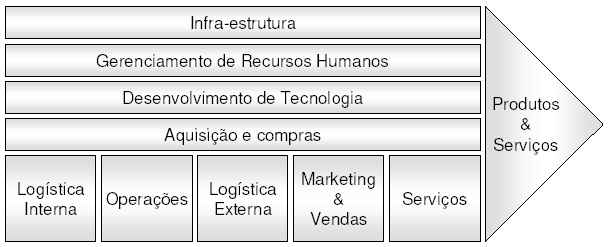 Infra-estrutura
Gerenciamento de Recursos Humanos
Desenvolvimento de Tecnologia
Aquisição e compras
Logística
Interna
Operações
Logística
Externa
Marketing
&
Vendas
Serviços
Produtos
&
Serviços